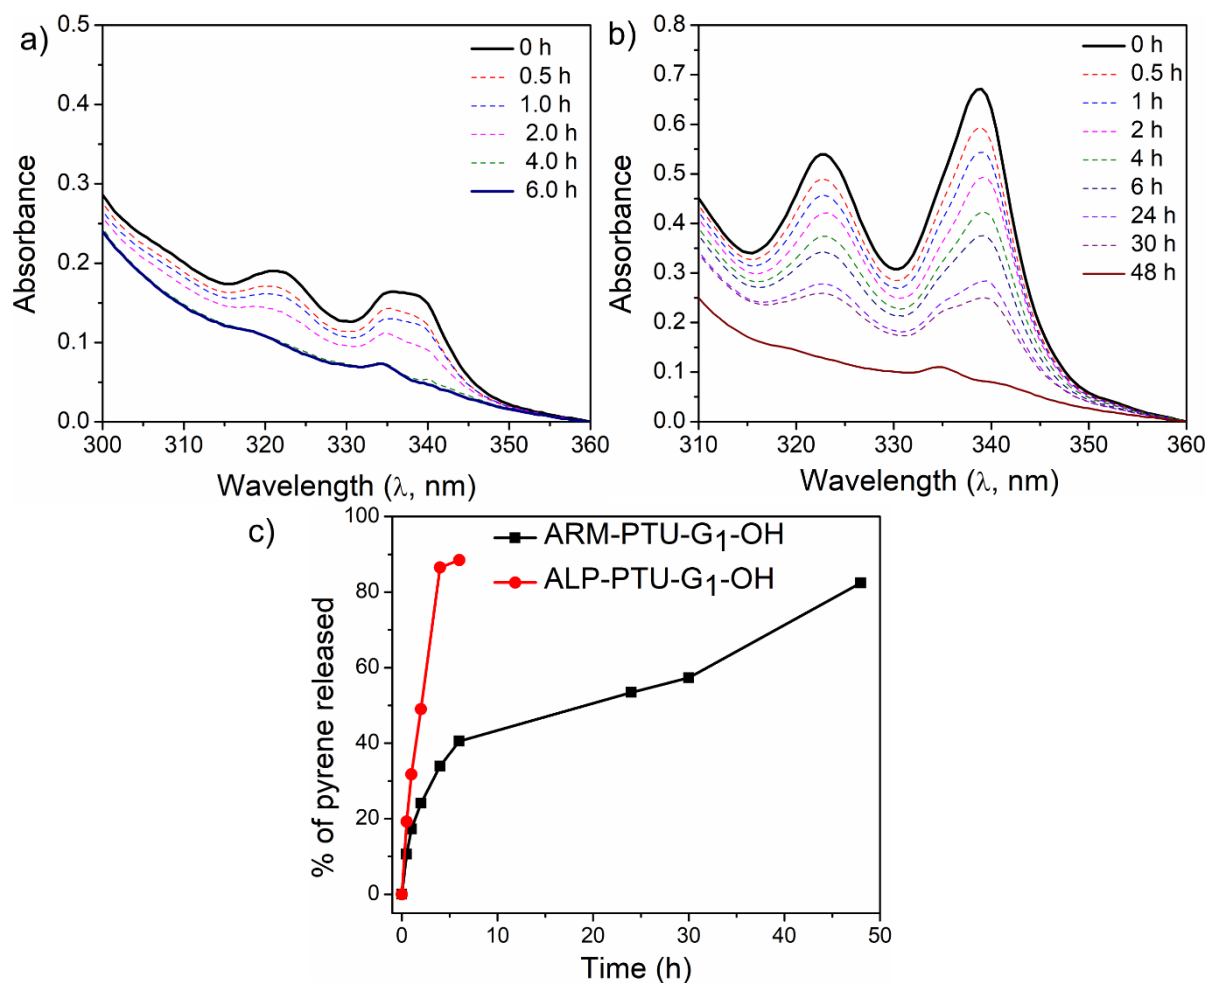 a)
0.5
0.4
0.3
0.2
0.1
0.0
Absorbance
0 h
0.5 h
1.0 h
2.0 h
4.0 h
6.0 h
300 310 320 330 340 350 360
Wavelength (λ, nm)
b)
0.8
0.7
0.6
0.5
0.4
0.3
0.2
0.1
0.0
Absorbance
0 h
0.5 h
1 h
2 h
4 h
6 h
24 h
30 h
48 h
310 320 330 340 350 360
Wavelength (λ, nm)
c)
100
80
60
40
20
0
% of pyrene released
ARM-PTU-G1-OH
ALP-PTU-G1-OH
0 10 20 30 40 50
Time (h)